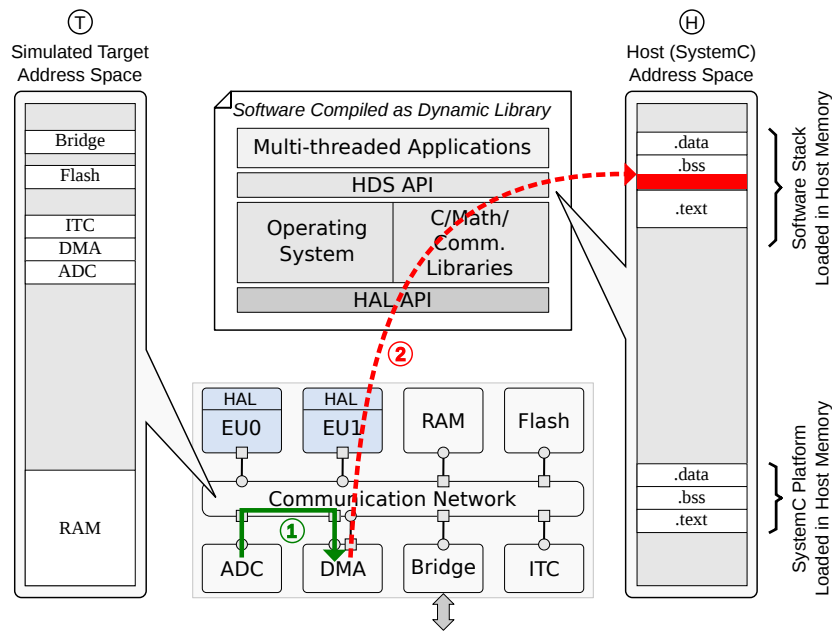 T
Simulated Target
Address Space
Bridge
Flash
ITC
DMA
ADC
RAM
Software Compiled as Dynamic Library
Multi-threaded Applications
HDS API
Operating
System
C/Math/
Comm.
Libraries
HAL API
2
HAL
EU0
HAL
EU1
RAM
Flash
Communication Network
1
ADC
DMA
Bridge
ITC
H
Host (SystemC)
Address Space
.data
.bss
.text
.data
.bss
.text
Software Stack
Loaded in Host Memory
SystemC Platform
Loaded in Host Memory